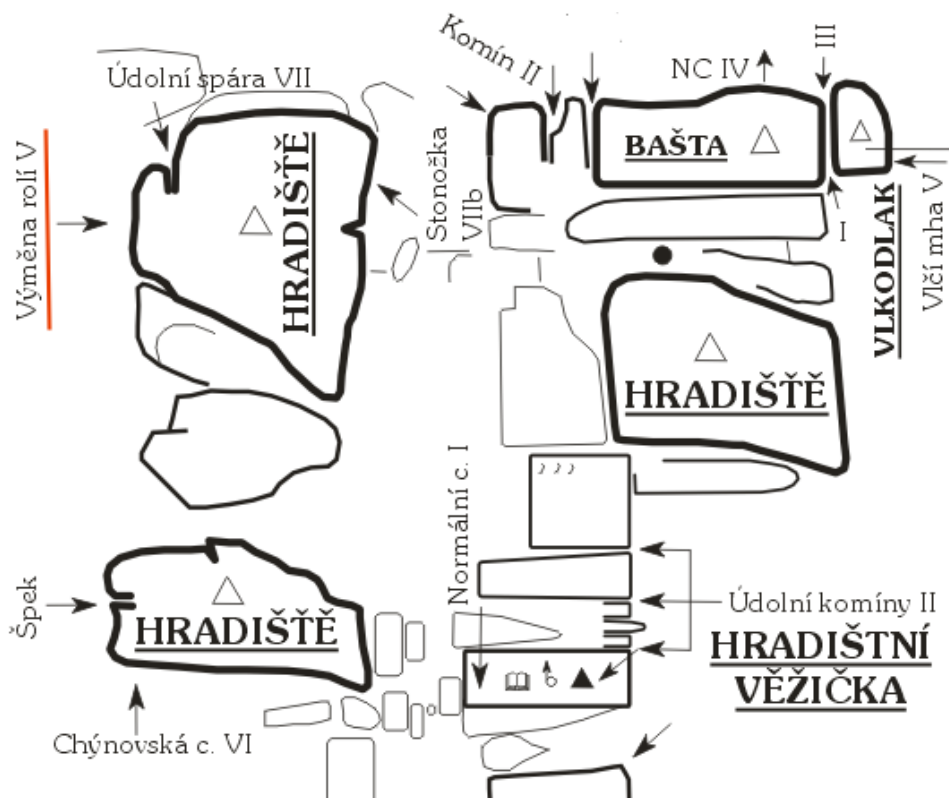 Komín II
NC IV
III
Údolní spára VII
BAŠTA
Výměna rolí V
HRADIŠTĚ
Stonožka
VIIb
I
VLKODLAK
Vlčí mha V
HRADIŠTĚ
Normální c. I
Špek
HRADIŠTĚ
Údolní komíny II
HRADIŠTNÍ
VĚŽIČKA
Chýnovská c. VI